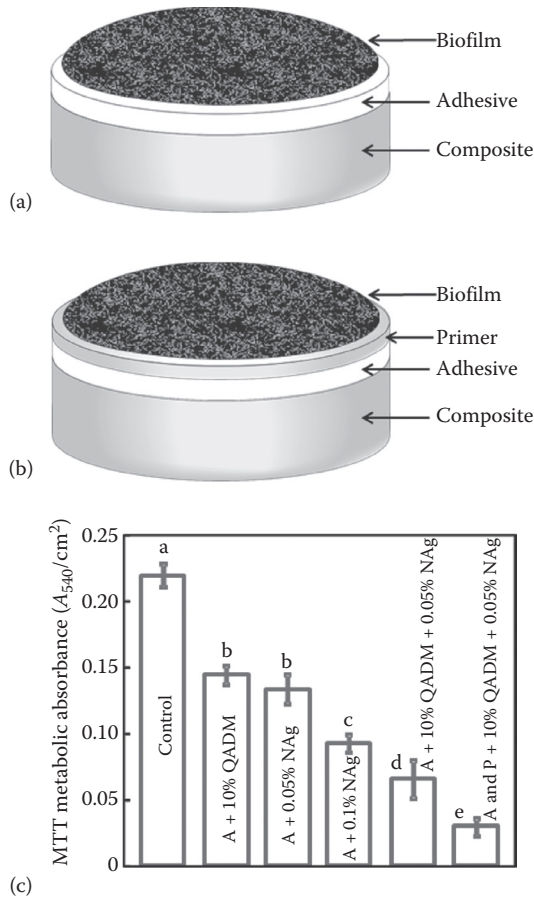 Biofilm
Adhesive
Composite
(a)
Biofilm
Primer
Adhesive
Composite
(b)
MTT metabolic absorbance (A540/cm2)
0.25
0.20
0.15
0.10
0.05
0
a
Control
b
A + 10% QADM
b
A + 0.05% NAg
c
A + 0.1% NAg
d
A + 10% QADM + 0.05% NAg
e
A and P + 10% QADM + 0.05% NAg
(c)